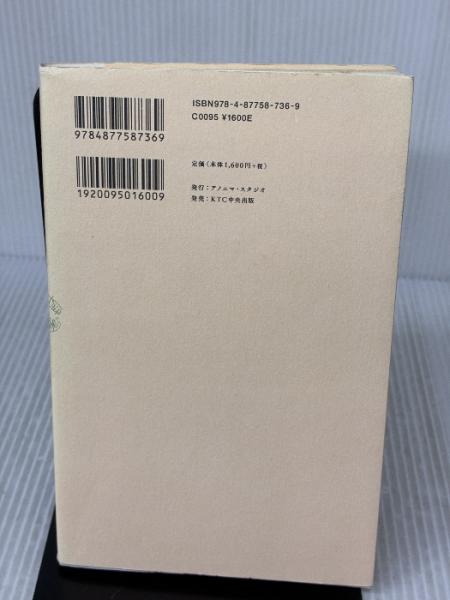 ISBN978-4-87758-736-9
C0095 ¥1600E
9784877587369
定価(本体1,600円+税)
発行:アノニマ・スタジオ
発売:KTC中央出版
1920095016009